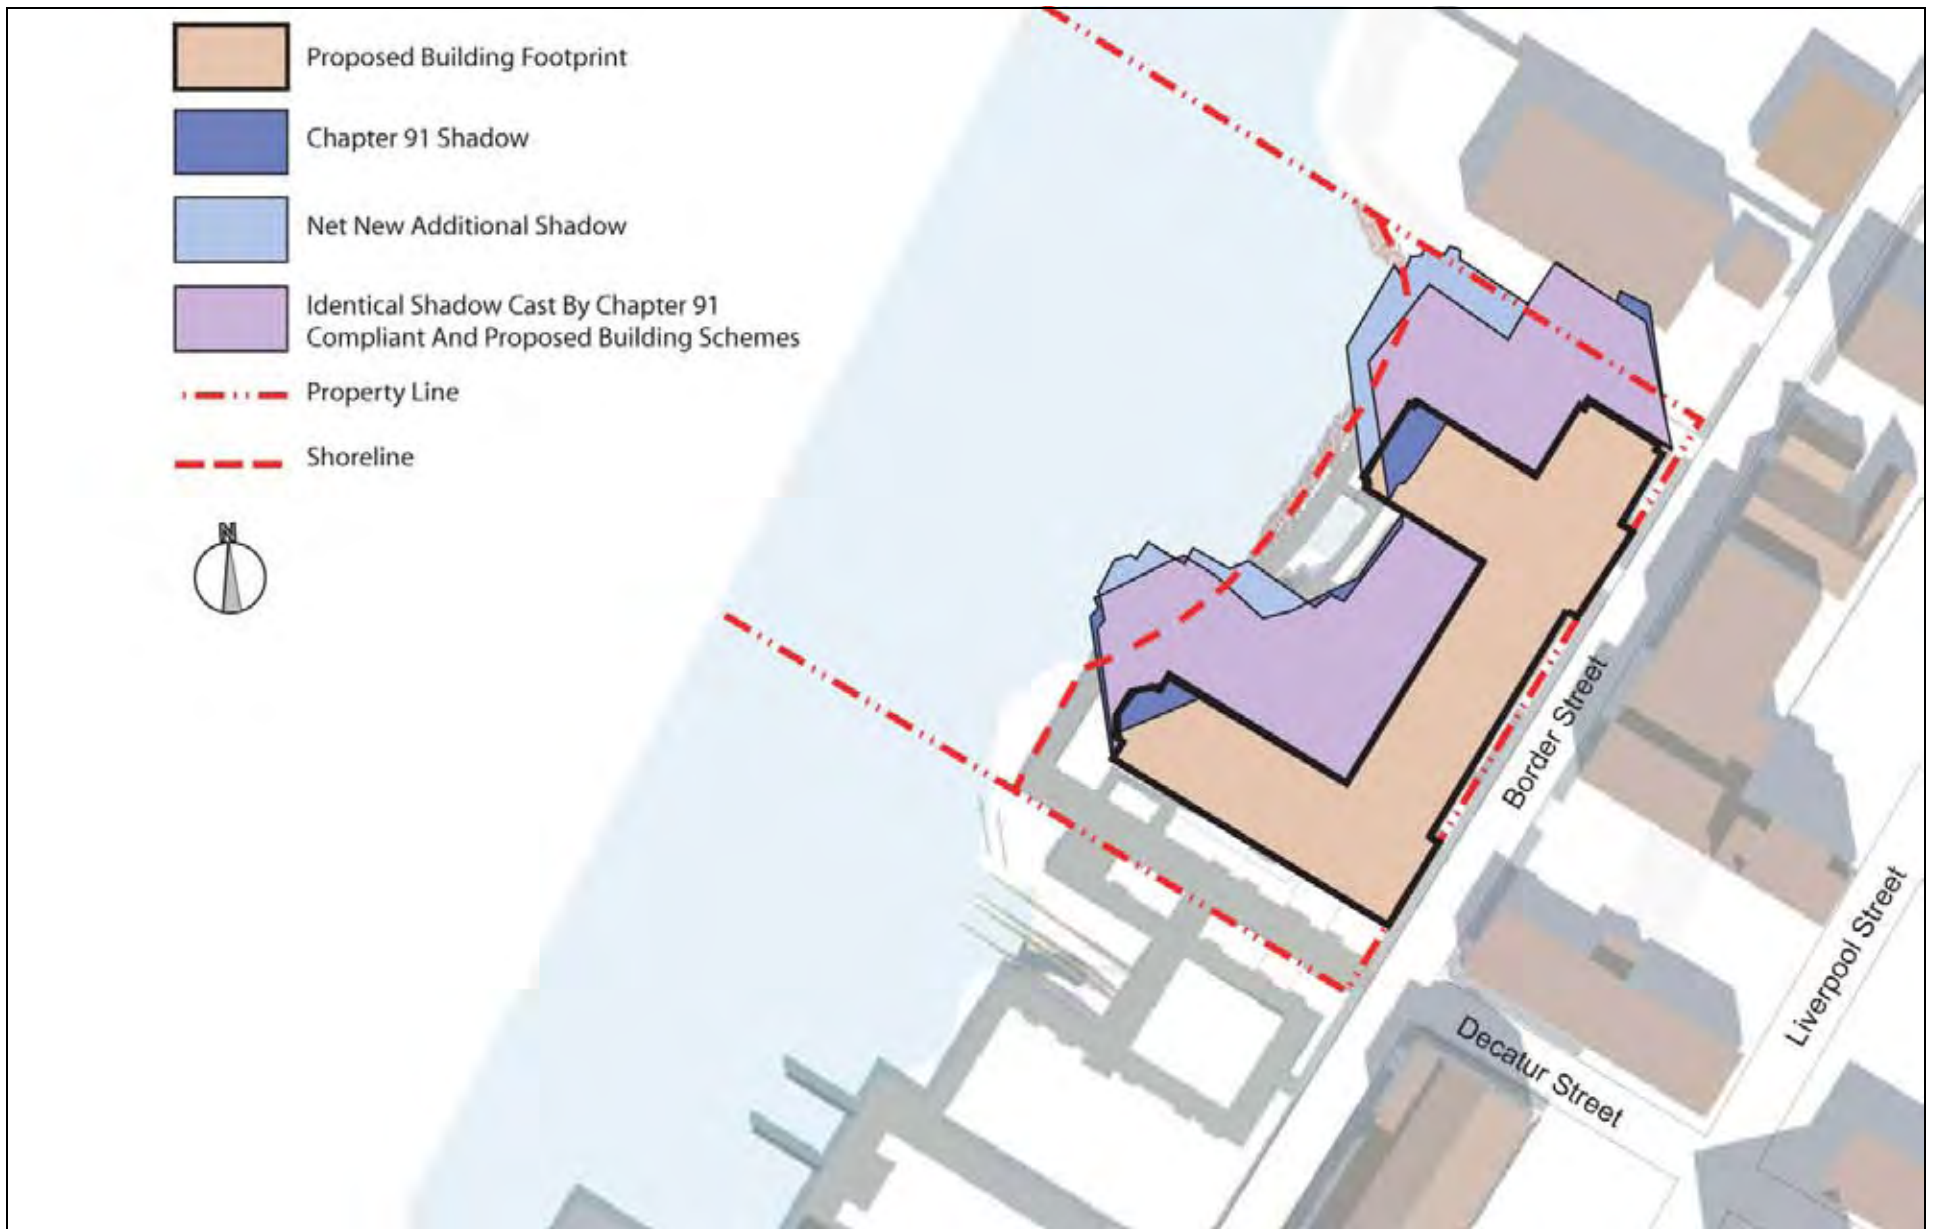 Proposed Building Footprint
Chapter 91 Shadow
Net New Additional Shadow
Identical Shadow Cast By Chapter 91
Compliant And Proposed Building Schemes
Property Line
Shoreline
N
Border Street
Liverpool Street
Decatur Street